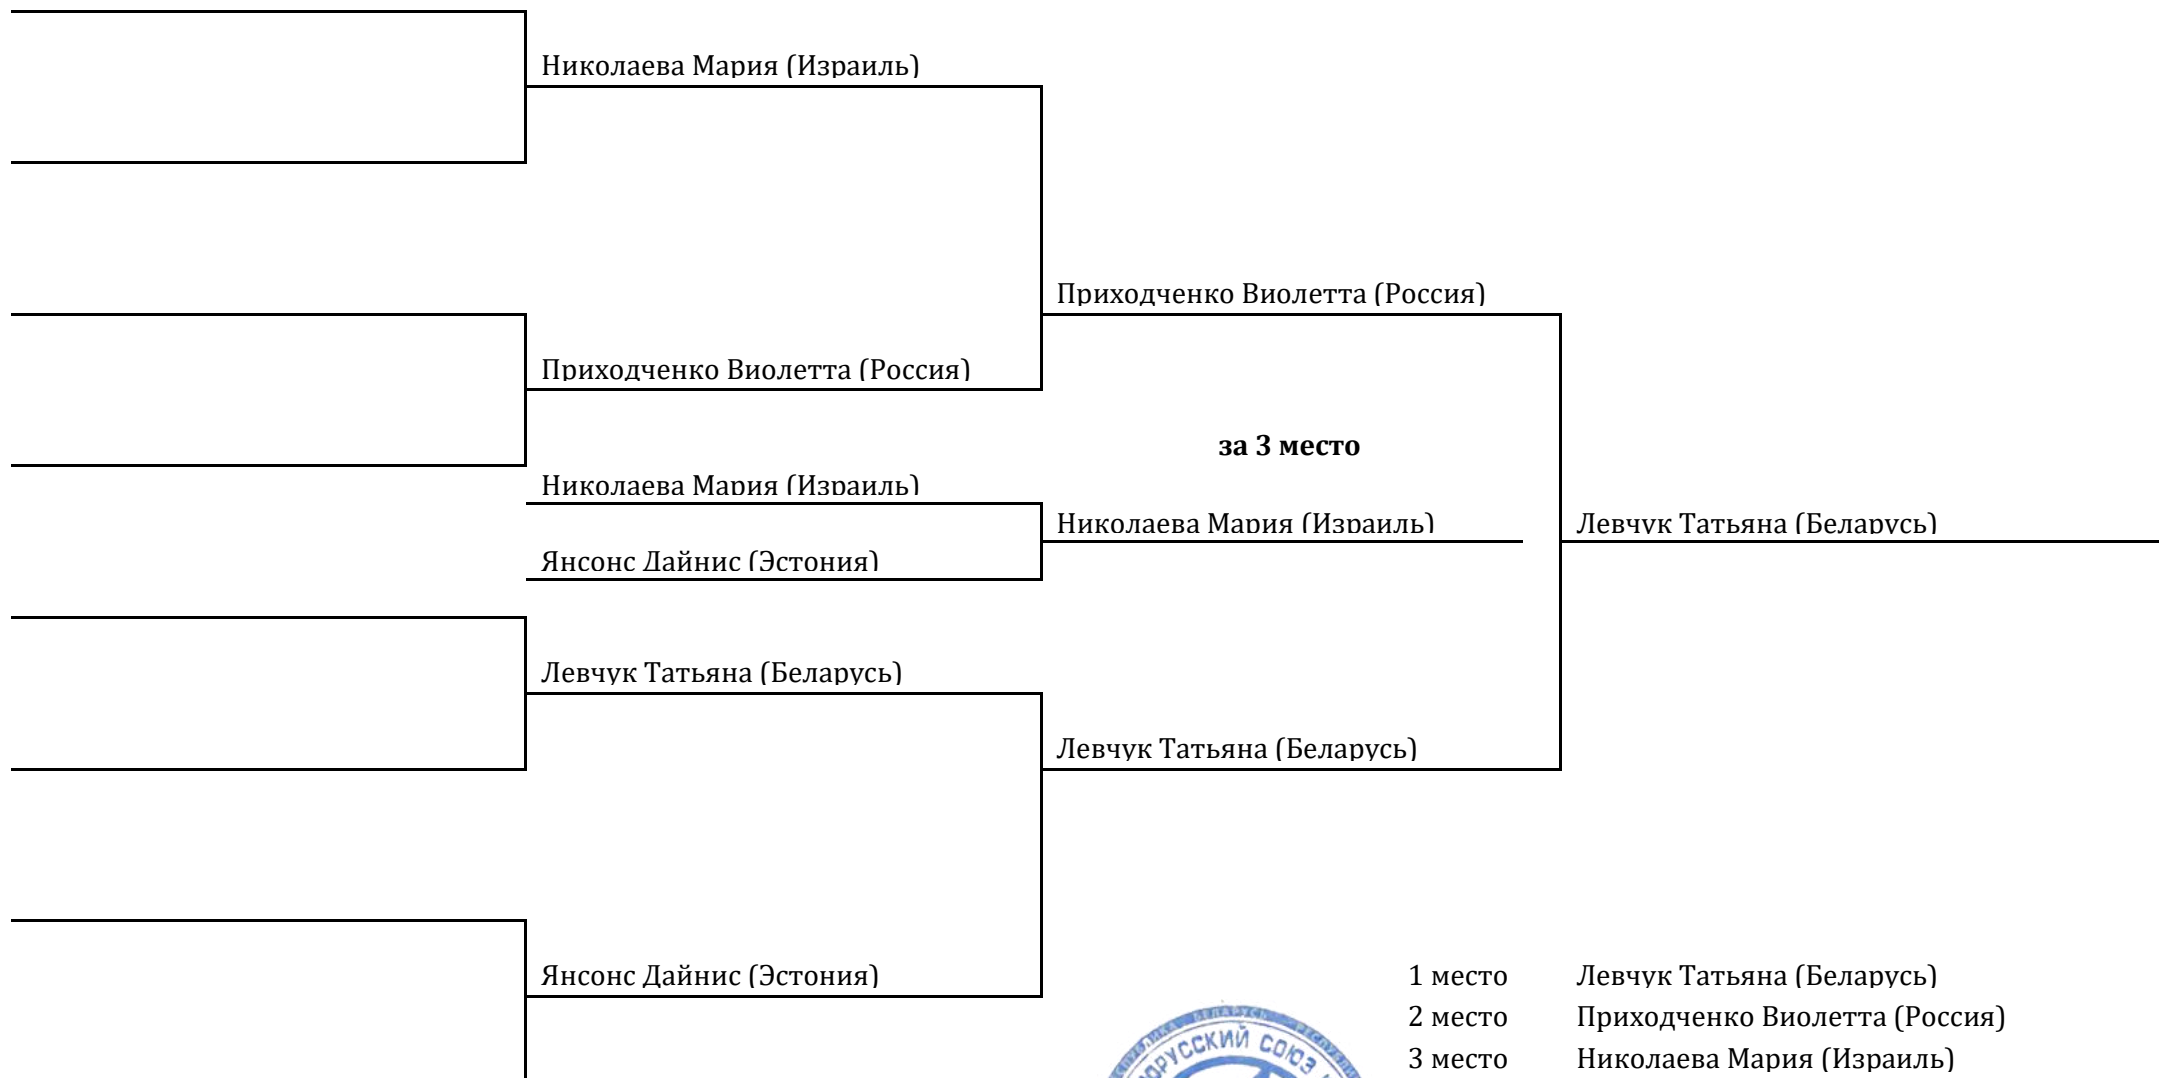 Николаева Мария (Израиль)
Приходченко Виолетта (Россия)
Приходченко Виолетта (Россия)
за 3 место
Николаева Мария (Израиль)
Николаева Мария (Израиль)
Левчук Татьяна (Беларусь)
Янсонс Дайнис (Эстония)
Левчук Татьяна (Беларусь)
Левчук Татьяна (Беларусь)
Янсонс Дайнис (Эстония)
1 место Левчук Татьяна (Беларусь)
2 место Приходченко Виолетта (Россия)
3 место Николаева Мария (Израиль)
БЕЛАРУСЬ
СОЮЗ